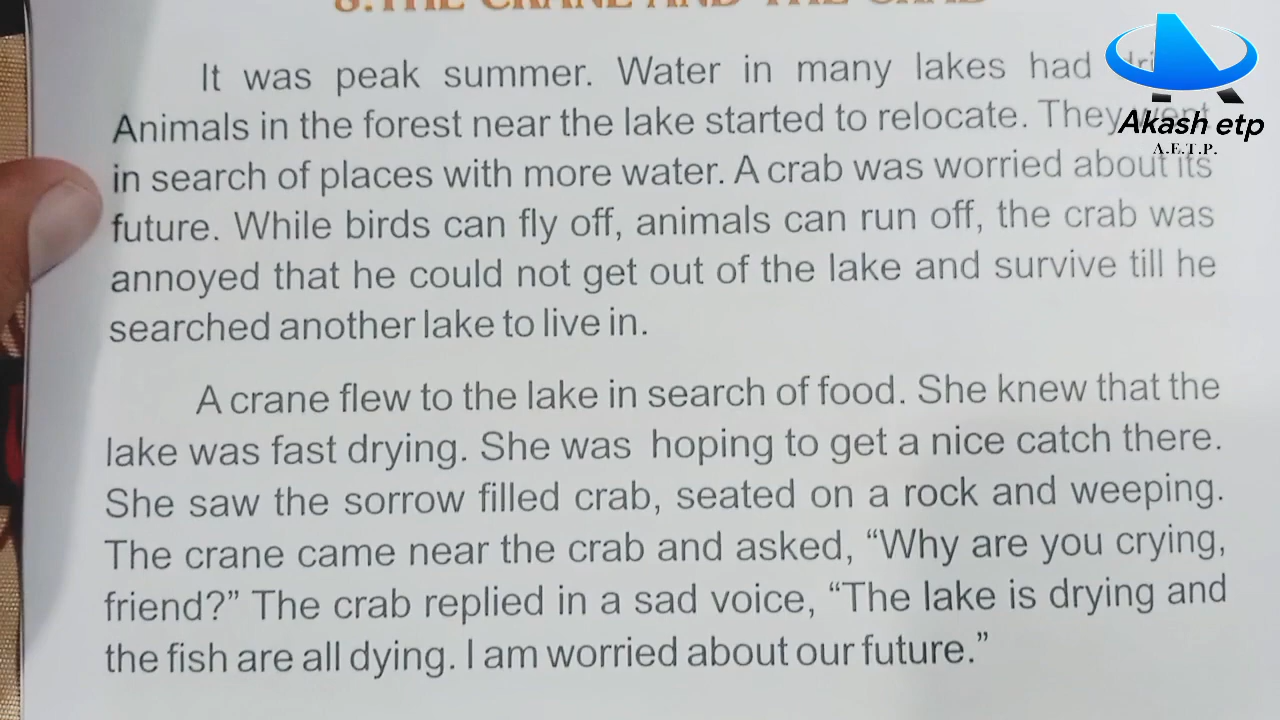 8. THE CRANE AND THE CRAB
It was peak summer. Water in many lakes had
Animals in the forest near the lake started to relocate. They went
in search of places with more water. A crab was worried about its
future. While birds can fly off, animals can run off, the crab was
annoyed that he could not get out of the lake and survive till he
searched another lake to live in.
A crane flew to the lake in search of food. She knew that the
lake was fast drying. She was hoping to get a nice catch there.
She saw the sorrow filled crab, seated on a rock and weeping.
The crane came near the crab and asked, “Why are you crying,
friend?” The crab replied in a sad voice, “The lake is drying and
the fish are all dying. I am worried about our future.”
Akash etp
A.E.T.P.